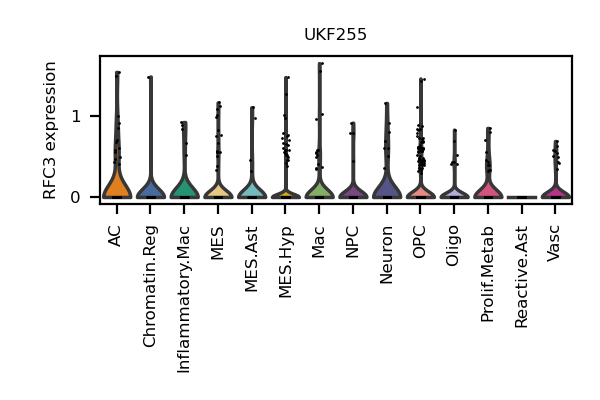 UKF255
RFC3 expression
1
0
AC
Chromatin.Reg
Inflammatory.Mac
MES
MES.Ast
MES.Hyp
Mac
NPC
Neuron
OPC
Oligo
Prolif.Metab
Reactive.Ast
Vasc